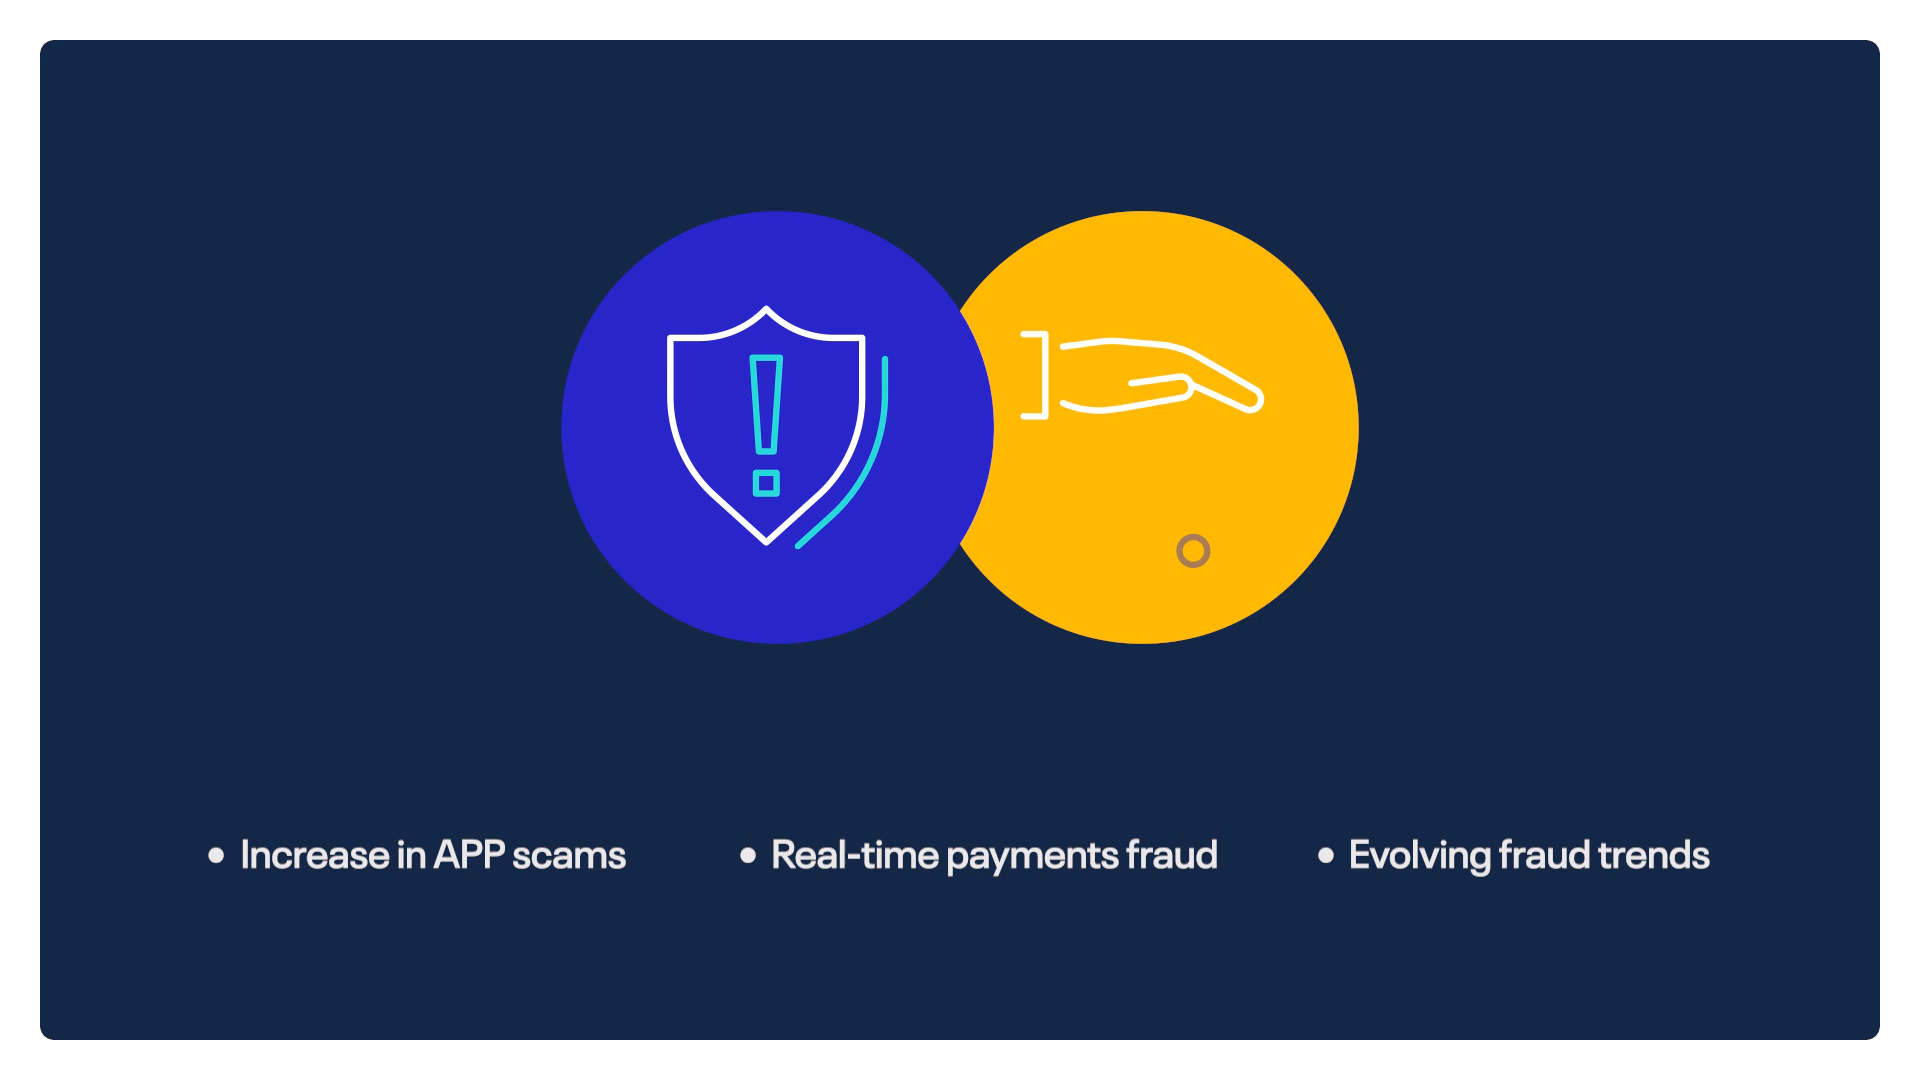 • Increase in APP scams
• Real-time payments fraud
• Evolving fraud trends